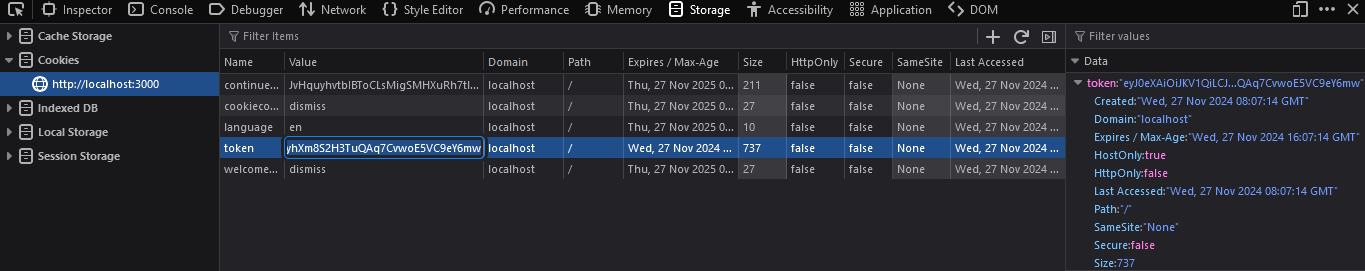 Inspector Console Debugger Network Style Editor Performance Memory Storage Accessibility Application DOM
Cache Storage
Cookies
http://localhost:3000
Indexed DB
Local Storage
Session Storage
Filter Items
Name Value Domain Path Expires / Max-Age Size HttpOnly Secure SameSite Last Accessed
continue... JvHquyhrtbIBToCLsMigSMHXuRh7tI... localhost / Thu, 27 Nov 2025 0... 211 false false None Wed, 27 Nov 2024 ...
cookieco... dismiss localhost / Thu, 27 Nov 2025 0... 27 false false None Wed, 27 Nov 2024 ...
language en localhost / Thu, 27 Nov 2025 0... 10 false false None Wed, 27 Nov 2024 ...
token yhXm8S2H3TuQAq7CvwoE5VC9eY6mw localhost / Wed, 27 Nov 2024 ... 737 false false None Wed, 27 Nov 2024 ...
welcome... dismiss localhost / Thu, 27 Nov 2025 0... 27 false false None Wed, 27 Nov 2024 ...
Filter values
Data
token:"eyJ0eXAiOiJKV1QiLCJ...QAq7CvwoE5VC9eY6mw"
Created:"Wed, 27 Nov 2024 08:07:14 GMT"
Domain:"localhost"
Expires / Max-Age:"Wed, 27 Nov 2024 16:07:14 GMT"
HostOnly:true
HttpOnly:false
Last Accessed:"Wed, 27 Nov 2024 08:07:14 GMT"
Path:"/"
SameSite:"None"
Secure:false
Size:737